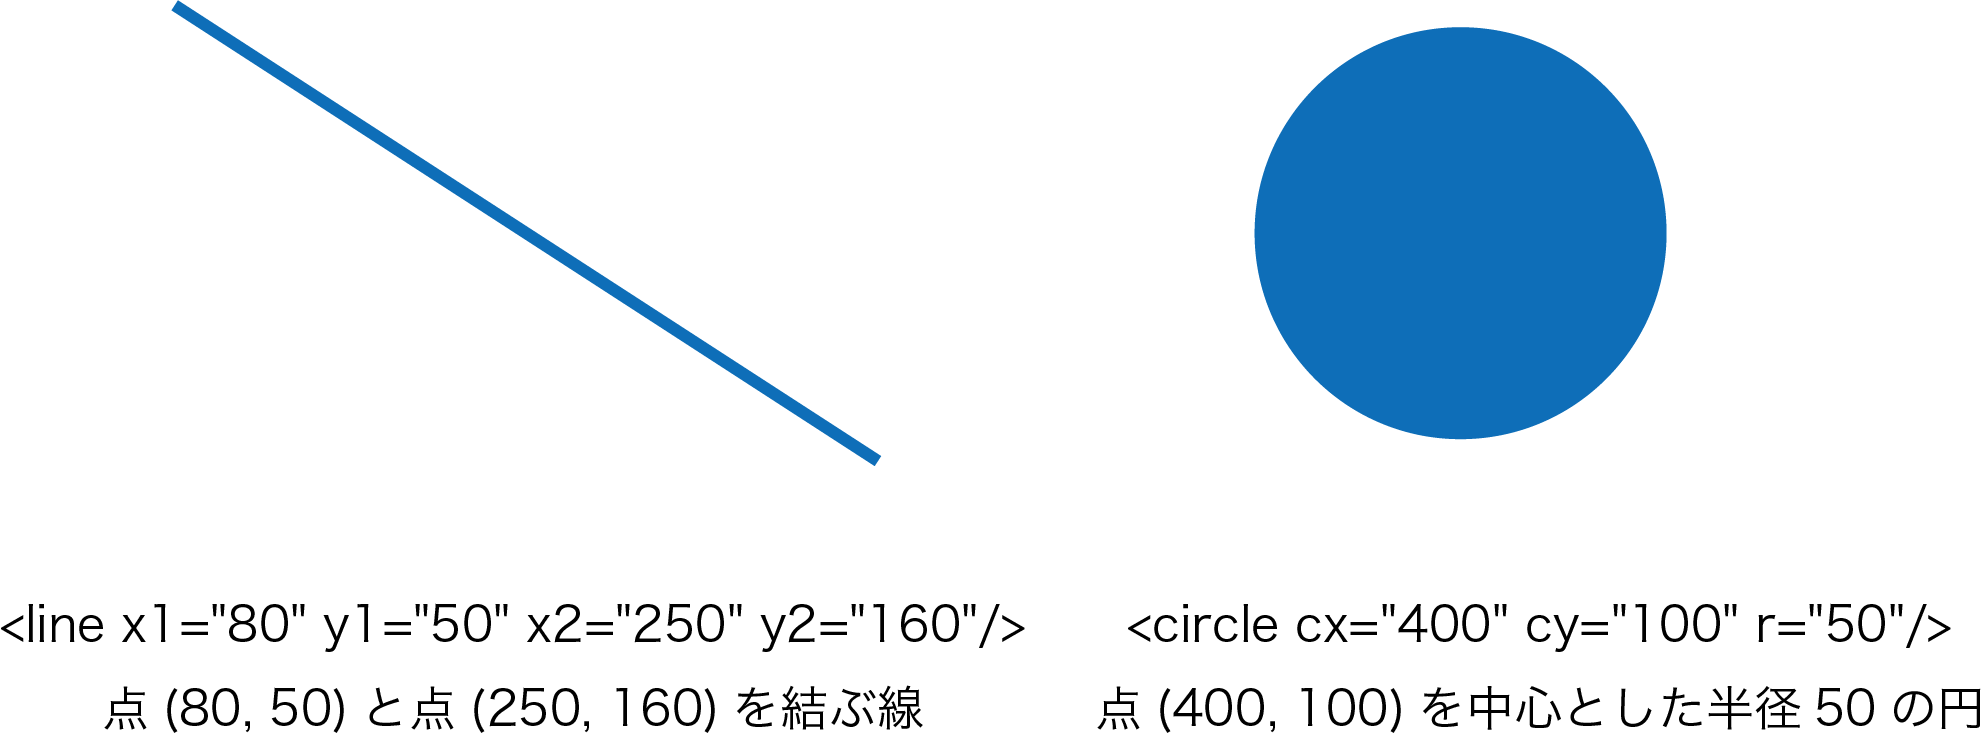 <line x1="80" y1="50" x2="250" y2="160"/>
点 (80, 50) と点 (250, 160) を結ぶ線
<circle cx="400" cy="100" r="50"/>
点 (400, 100) を中心とした半径 50 の円